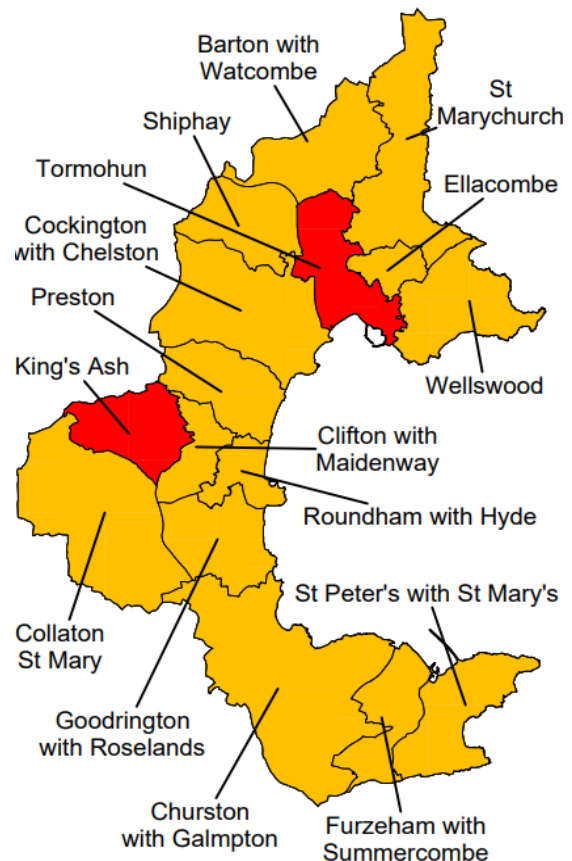 Barton with
Watcombe
St
Marychurch
Shiphay
Tormohun
Ellacombe
Cockington
with Chelston
Preston
King's Ash
Wellswood
Clifton with
Maidenway
Roundham with Hyde
St Peter's with St Mary's
Collaton
St Mary
Goodrington
with Roselands
Churston
with Galmpton
Furzeham with
Summercombe